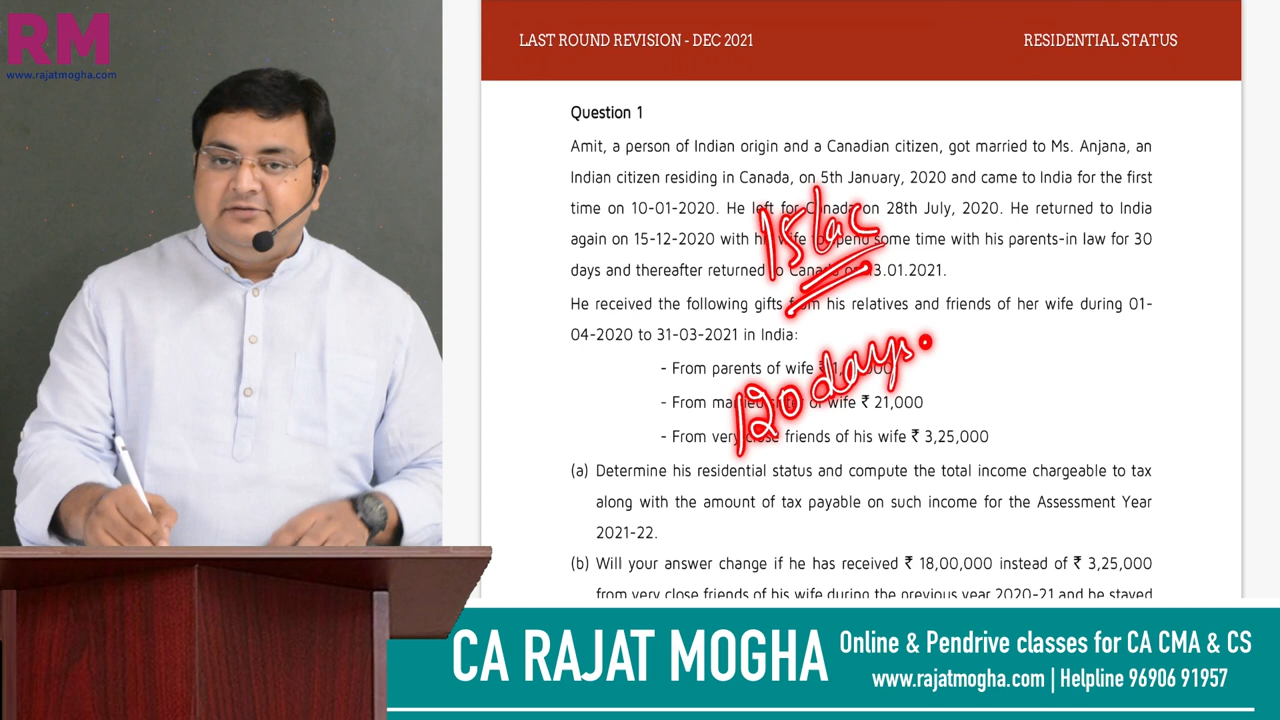 RM
www.rajatmogha.com
LAST ROUND REVISION - DEC 2021
RESIDENTIAL STATUS
Question 1
Amit, a person of Indian origin and a Canadian citizen, got married to Ms. Anjana, an
Indian citizen residing in Canada, on 5th January, 2020 and came to India for the first
time on 10-01-2020. He left for Canada on 28th July, 2020. He returned to India
again on 15-12-2020 with his wife to spend some time with his parents-in law for 30
days and thereafter returned to Canada on 13.01.2021.
15 lac
He received the following gifts from his relatives and friends of her wife during 01-
04-2020 to 31-03-2021 in India:
- From parents of wife ₹
120 days.
- From married sister of wife ₹ 21,000
- From very close friends of his wife ₹ 3,25,000
(a) Determine his residential status and compute the total income chargeable to tax
along with the amount of tax payable on such income for the Assessment Year
2021-22.
(b) Will your answer change if he has received ₹ 18,00,000 instead of ₹ 3,25,000
from very close friends of his wife during the previous year 2020-21 and he stayed
CA RAJAT MOGHA
Online & Pendrive classes for CA CMA & CS
www.rajatmogha.com | Helpline 96906 91957